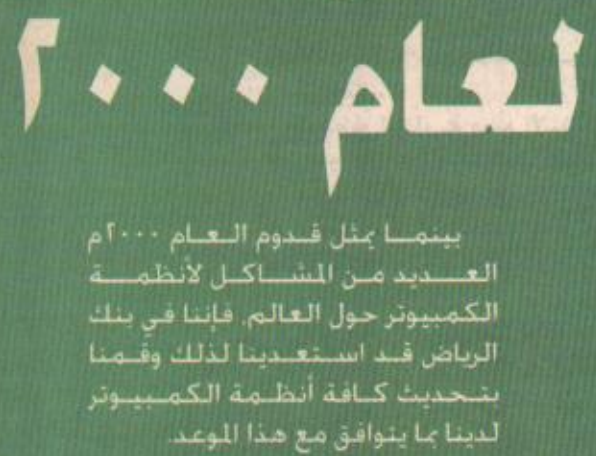 لعام ٢٠٠٠
بينما يمثل قدوم العام ٢٠٠٠م
العديد من المشاكل لأنظمة
الكمبيوتر حول العالم. فإننا في بنك
الرياض قد استعدينا لذلك وقمنا
بتحديث كافة أنظمة الكمبيوتر
لدينا بما يتوافق مع هذا الموعد.